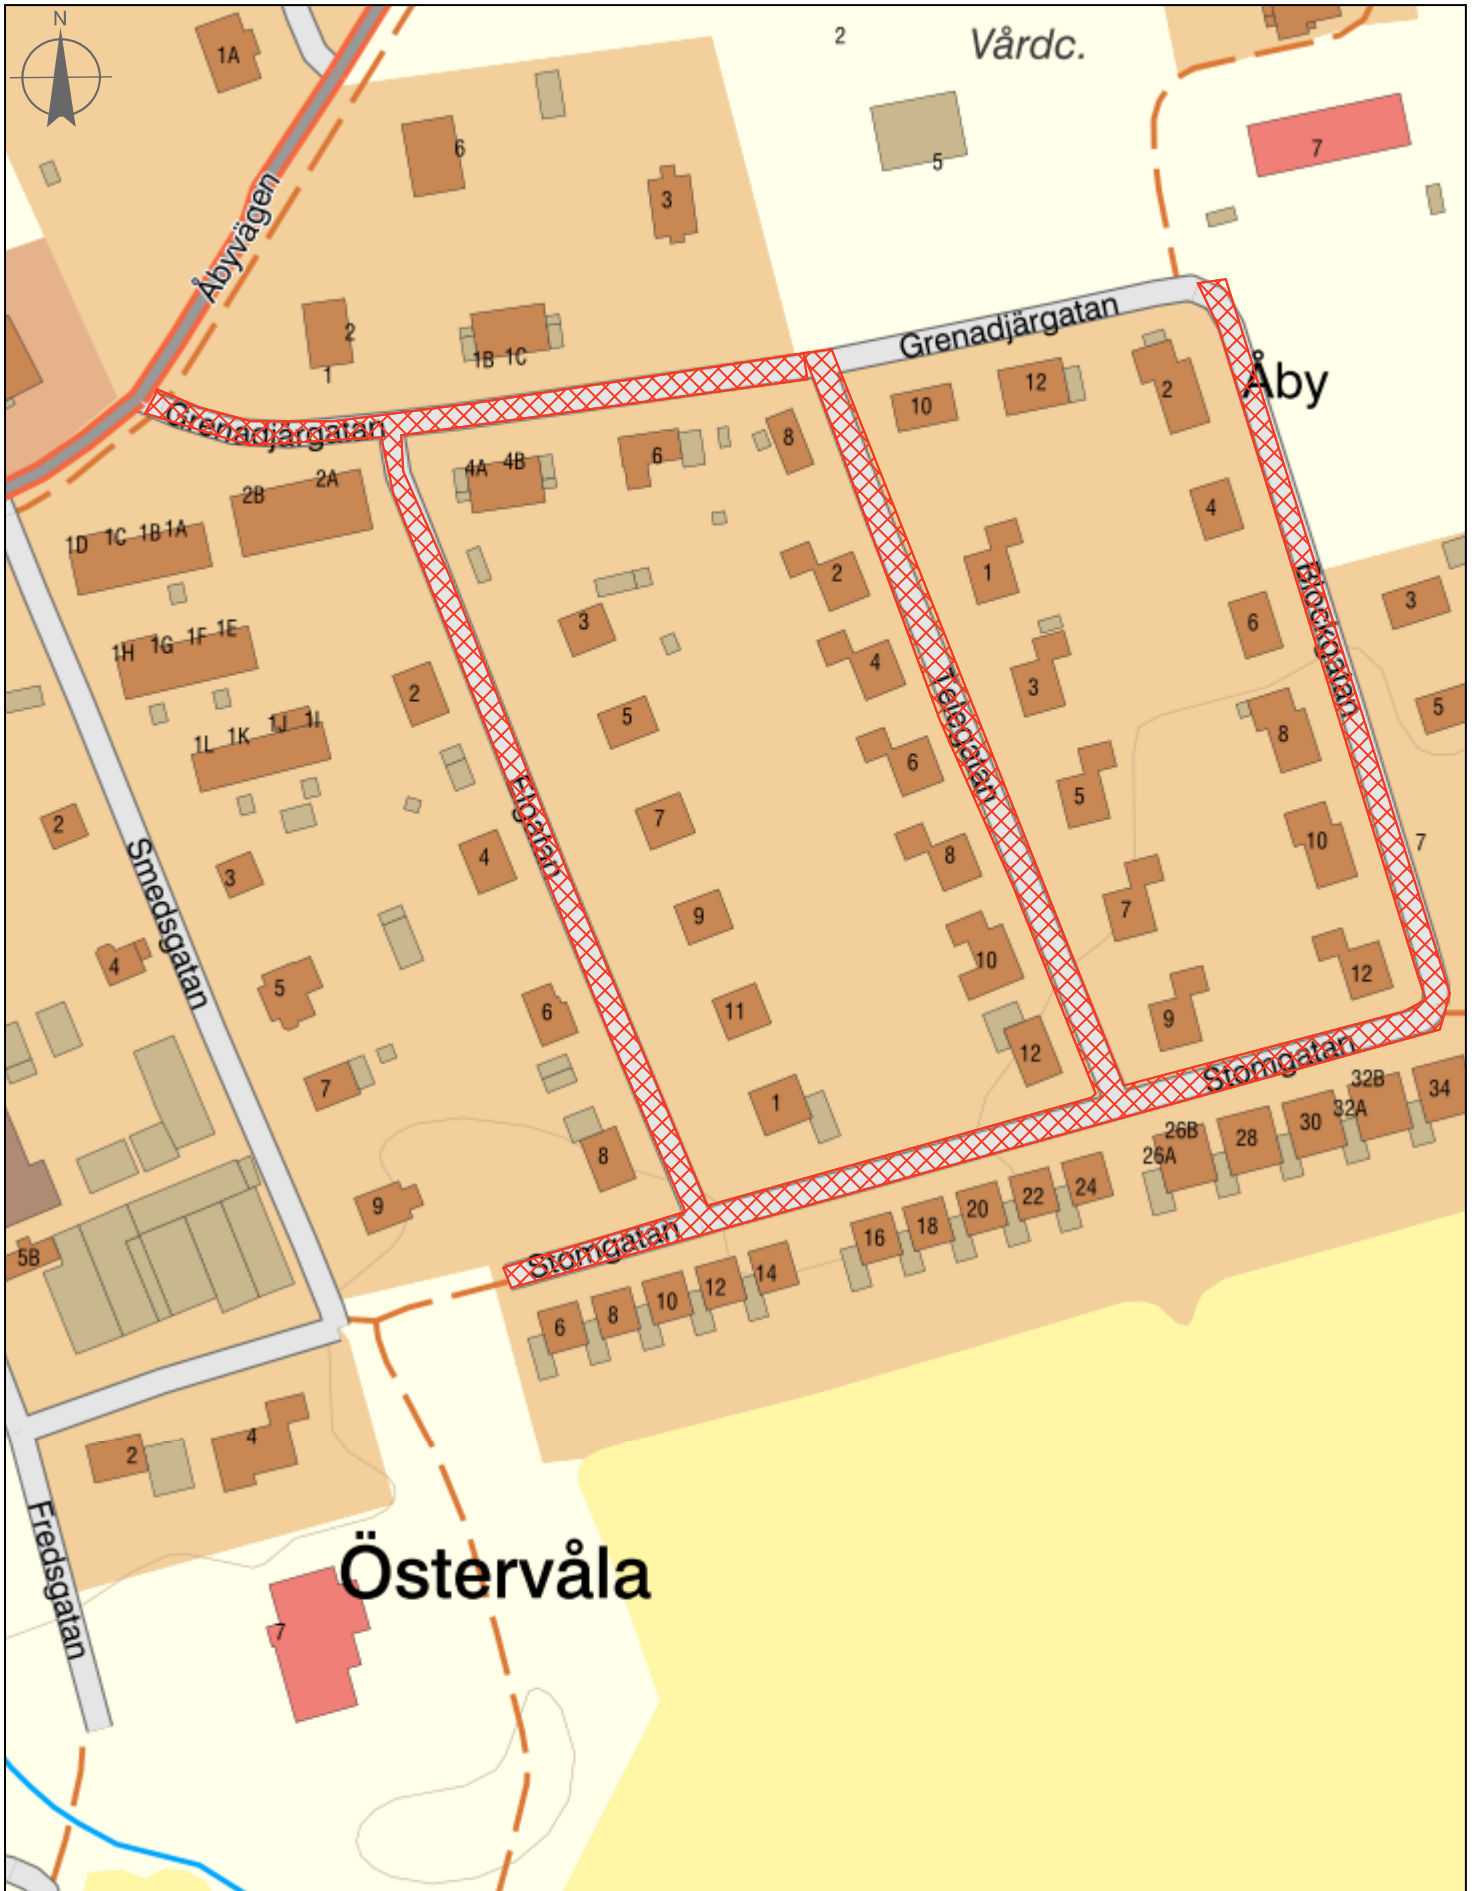 N
1A
2
Vårdc.
6
5
7
3
Åbyvägen
2
1
1B 1C
Grenadjärgatan
Åby
Grenadjärgatan
10
12
2
8
6
4A
4B
2A
2B
4
1D 1C 1B 1A
2
1
Blockgatan
3
3
6
1H 1G 1F 1E
4
3
2
Telegatan
5
5
8
1L 1K 1J 1I
6
5
7
2
Smedsgatan
Elgatan
3
4
8
10
7
9
7
4
5
10
12
6
11
9
12
Stomgatan
7
1
32B
34
32A
30
28
26B
26A
8
24
22
20
18
16
9
5B
Stomgatan
14
12
10
8
6
2
4
Fredsgatan
Östervåla
7